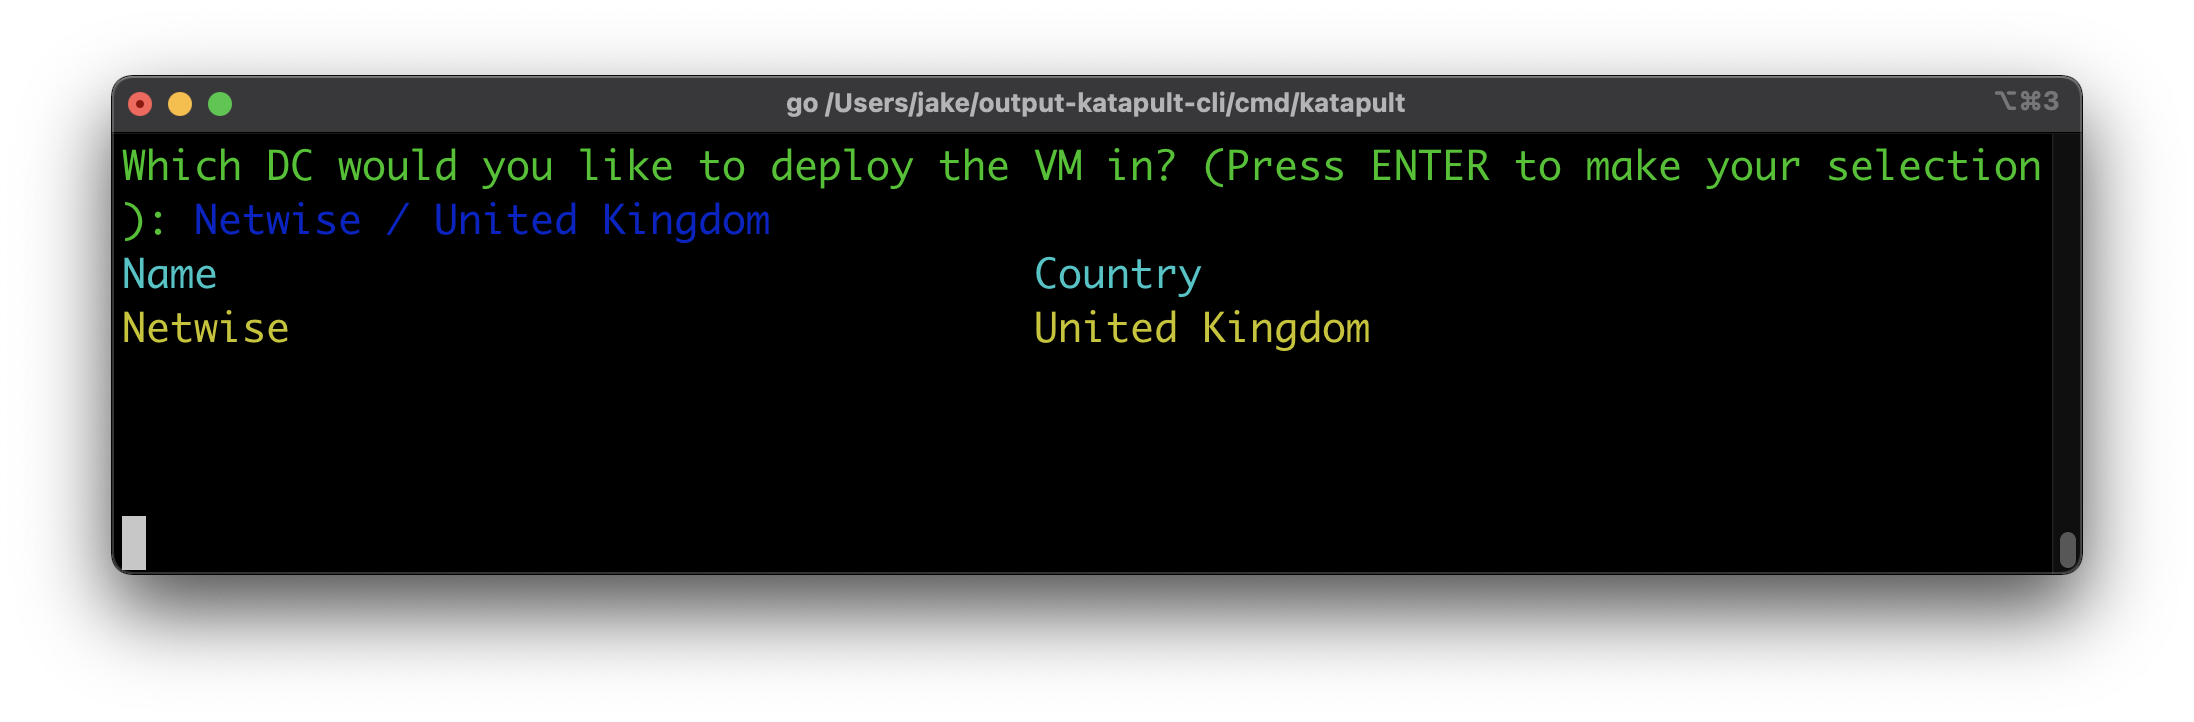 go /Users/jake/output-katapult-cli/cmd/katapult
⌥⌘3
Which DC would you like to deploy the VM in? (Press ENTER to make your selection
): Netwise / United Kingdom
Name Country
Netwise United Kingdom